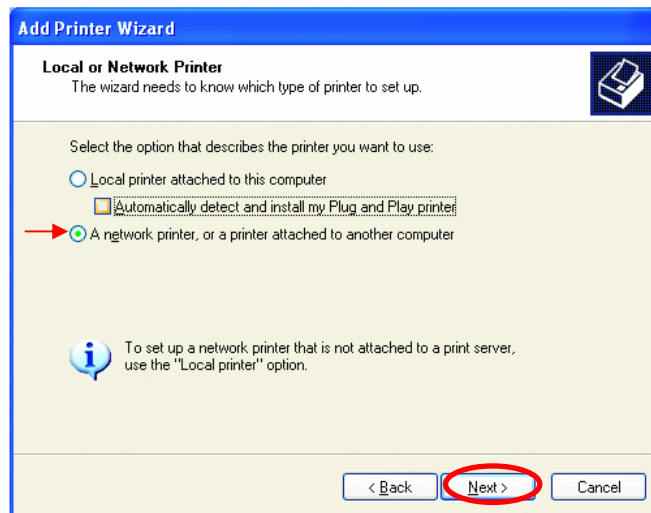 Add Printer Wizard
Local or Network Printer
The wizard needs to know which type of printer to set up.
Select the option that describes the printer you want to use:
Local printer attached to this computer
Automatically detect and install my Plug and Play printer
A network printer, or a printer attached to another computer
To set up a network printer that is not attached to a print server,
use the "Local printer" option.
< Back
Next >
Cancel